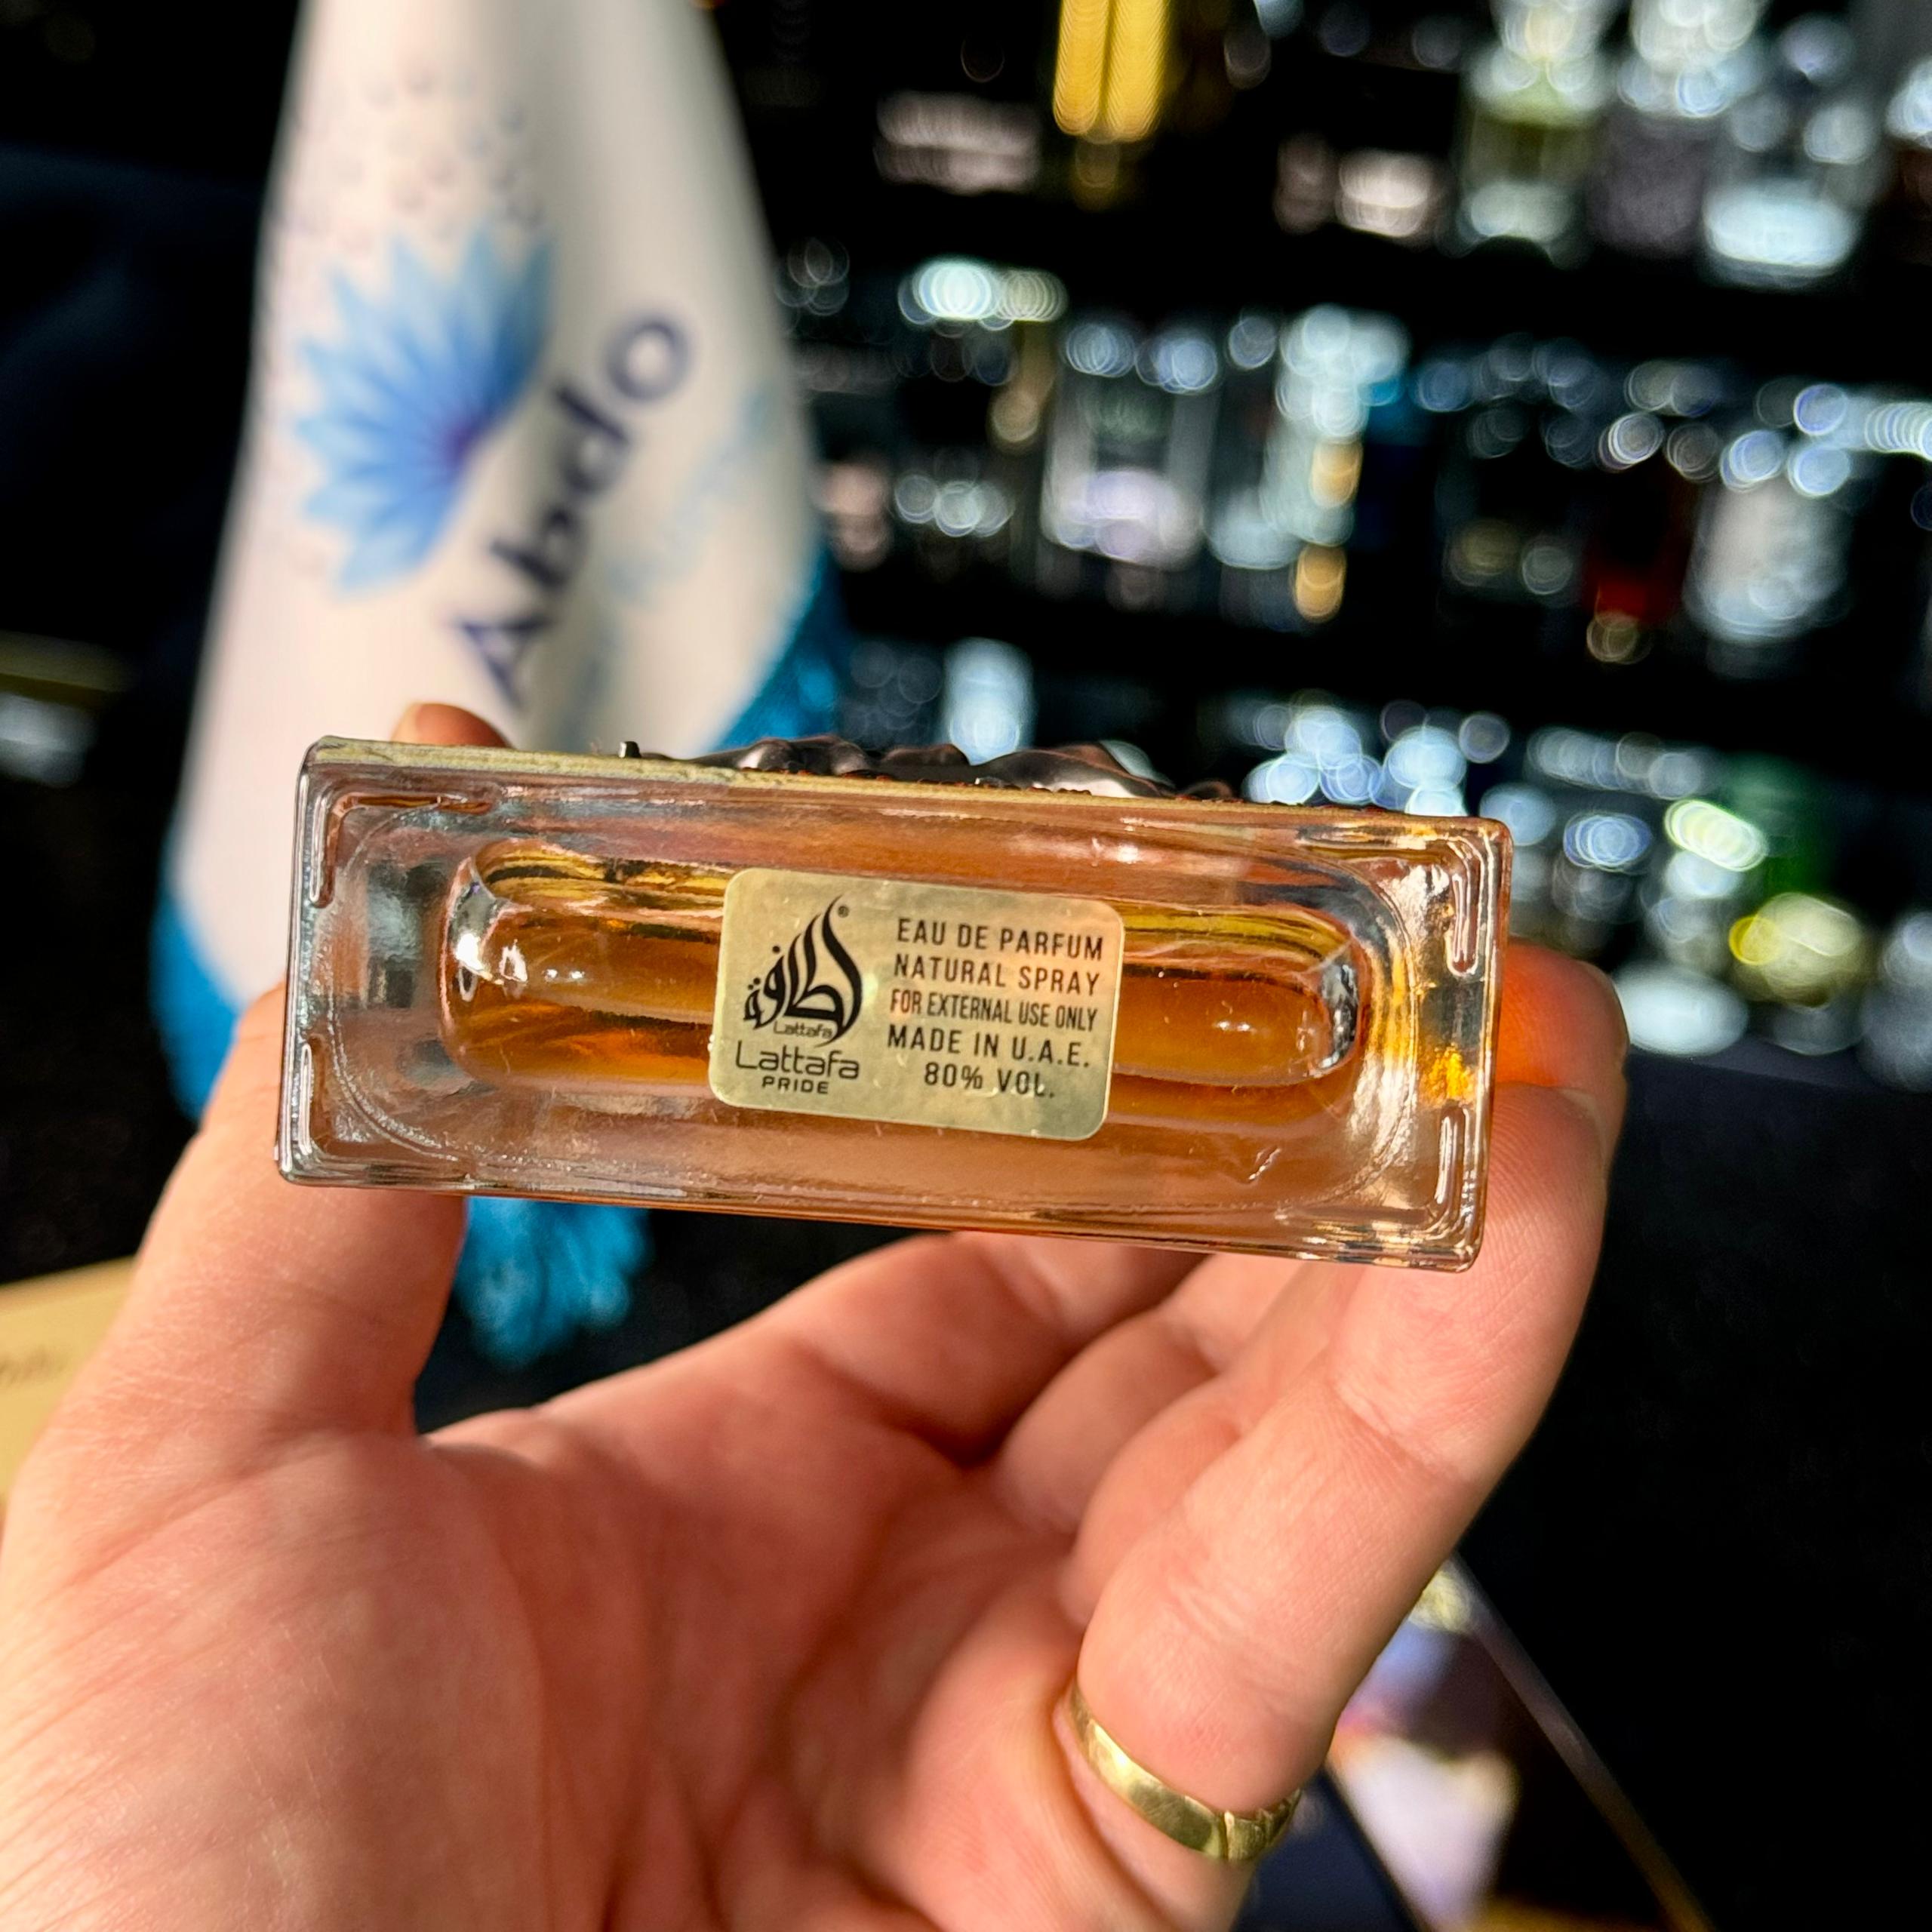 Abdo
لطافة
®
Lattafa
Lattafa
PRIDE
EAU DE PARFUM
NATURAL SPRAY
FOR EXTERNAL USE ONLY
MADE IN U.A.E.
80% VOL.